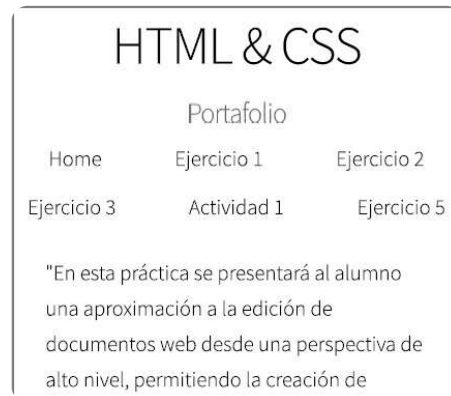 HTML & CSS
Portafolio
Home Ejercicio 1 Ejercicio 2
Ejercicio 3 Actividad 1 Ejercicio 5
"En esta práctica se presentará al alumno
una aproximación a la edición de
documentos web desde una perspectiva de
alto nivel, permitiendo la creación de